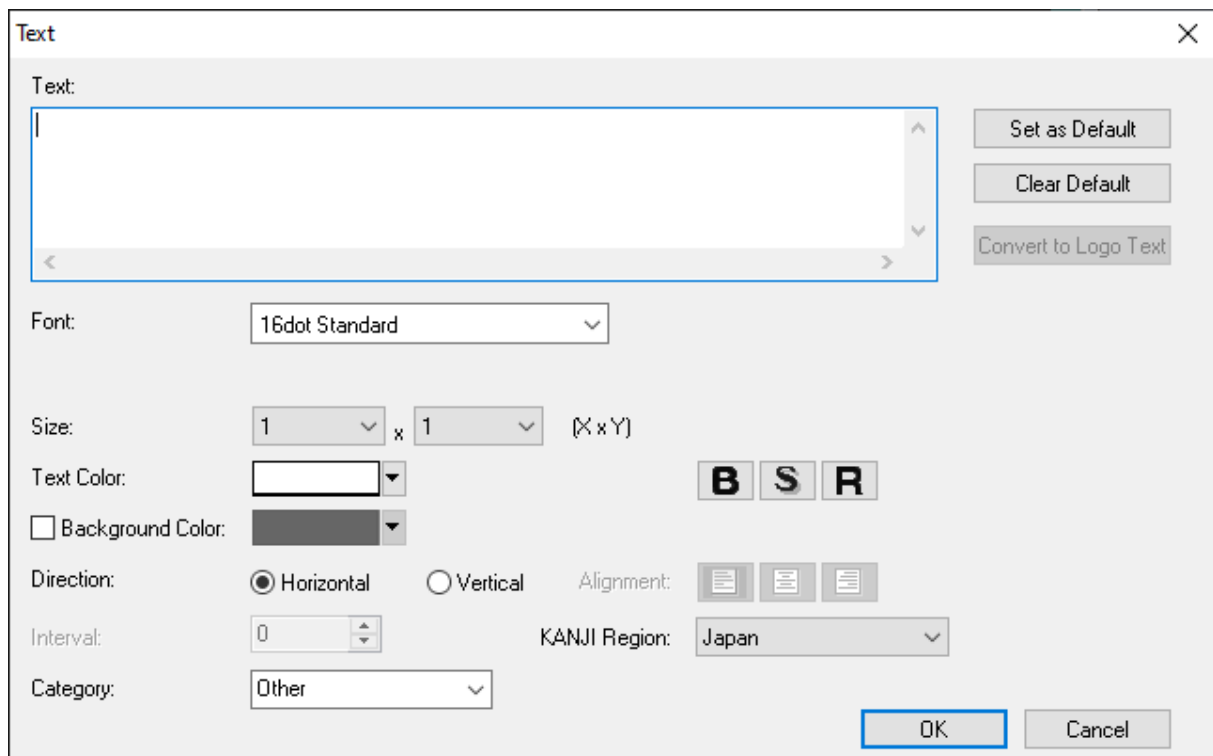 Text
Text:
Set as Default
Clear Default
Convert to Logo Text
Font: 16dot Standard
Size: 1 x 1 (X x Y)
Text Color: B S R
Background Color:
Direction: Horizontal Vertical Alignment:
Interval: 0 KANJI Region: Japan
Category: Other
OK Cancel